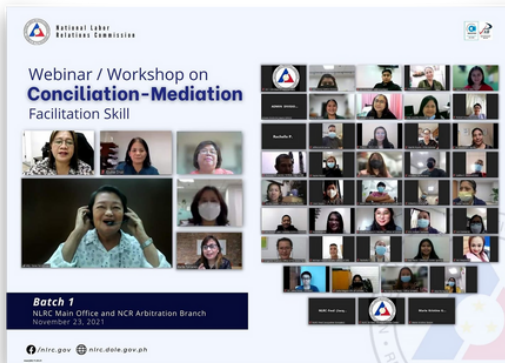 National Labor
Relations Commission
Webinar / Workshop on
Conciliation-Mediation
Facilitation Skill
Rochelle P.
Batch 1
NLRC Main Office and NCR Arbitration Branch
November 23, 2021
/nlrc.gov nlrc.dole.gov.ph